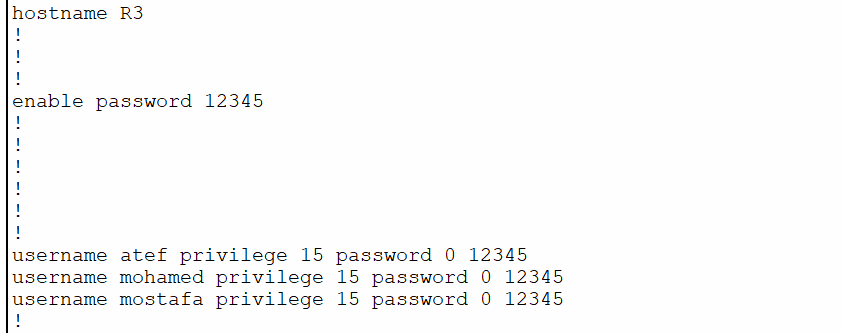 hostname R3
!
!
!
enable password 12345
!
!
!
!
!
!
username atef privilege 15 password 0 12345
username mohamed privilege 15 password 0 12345
username mostafa privilege 15 password 0 12345
!